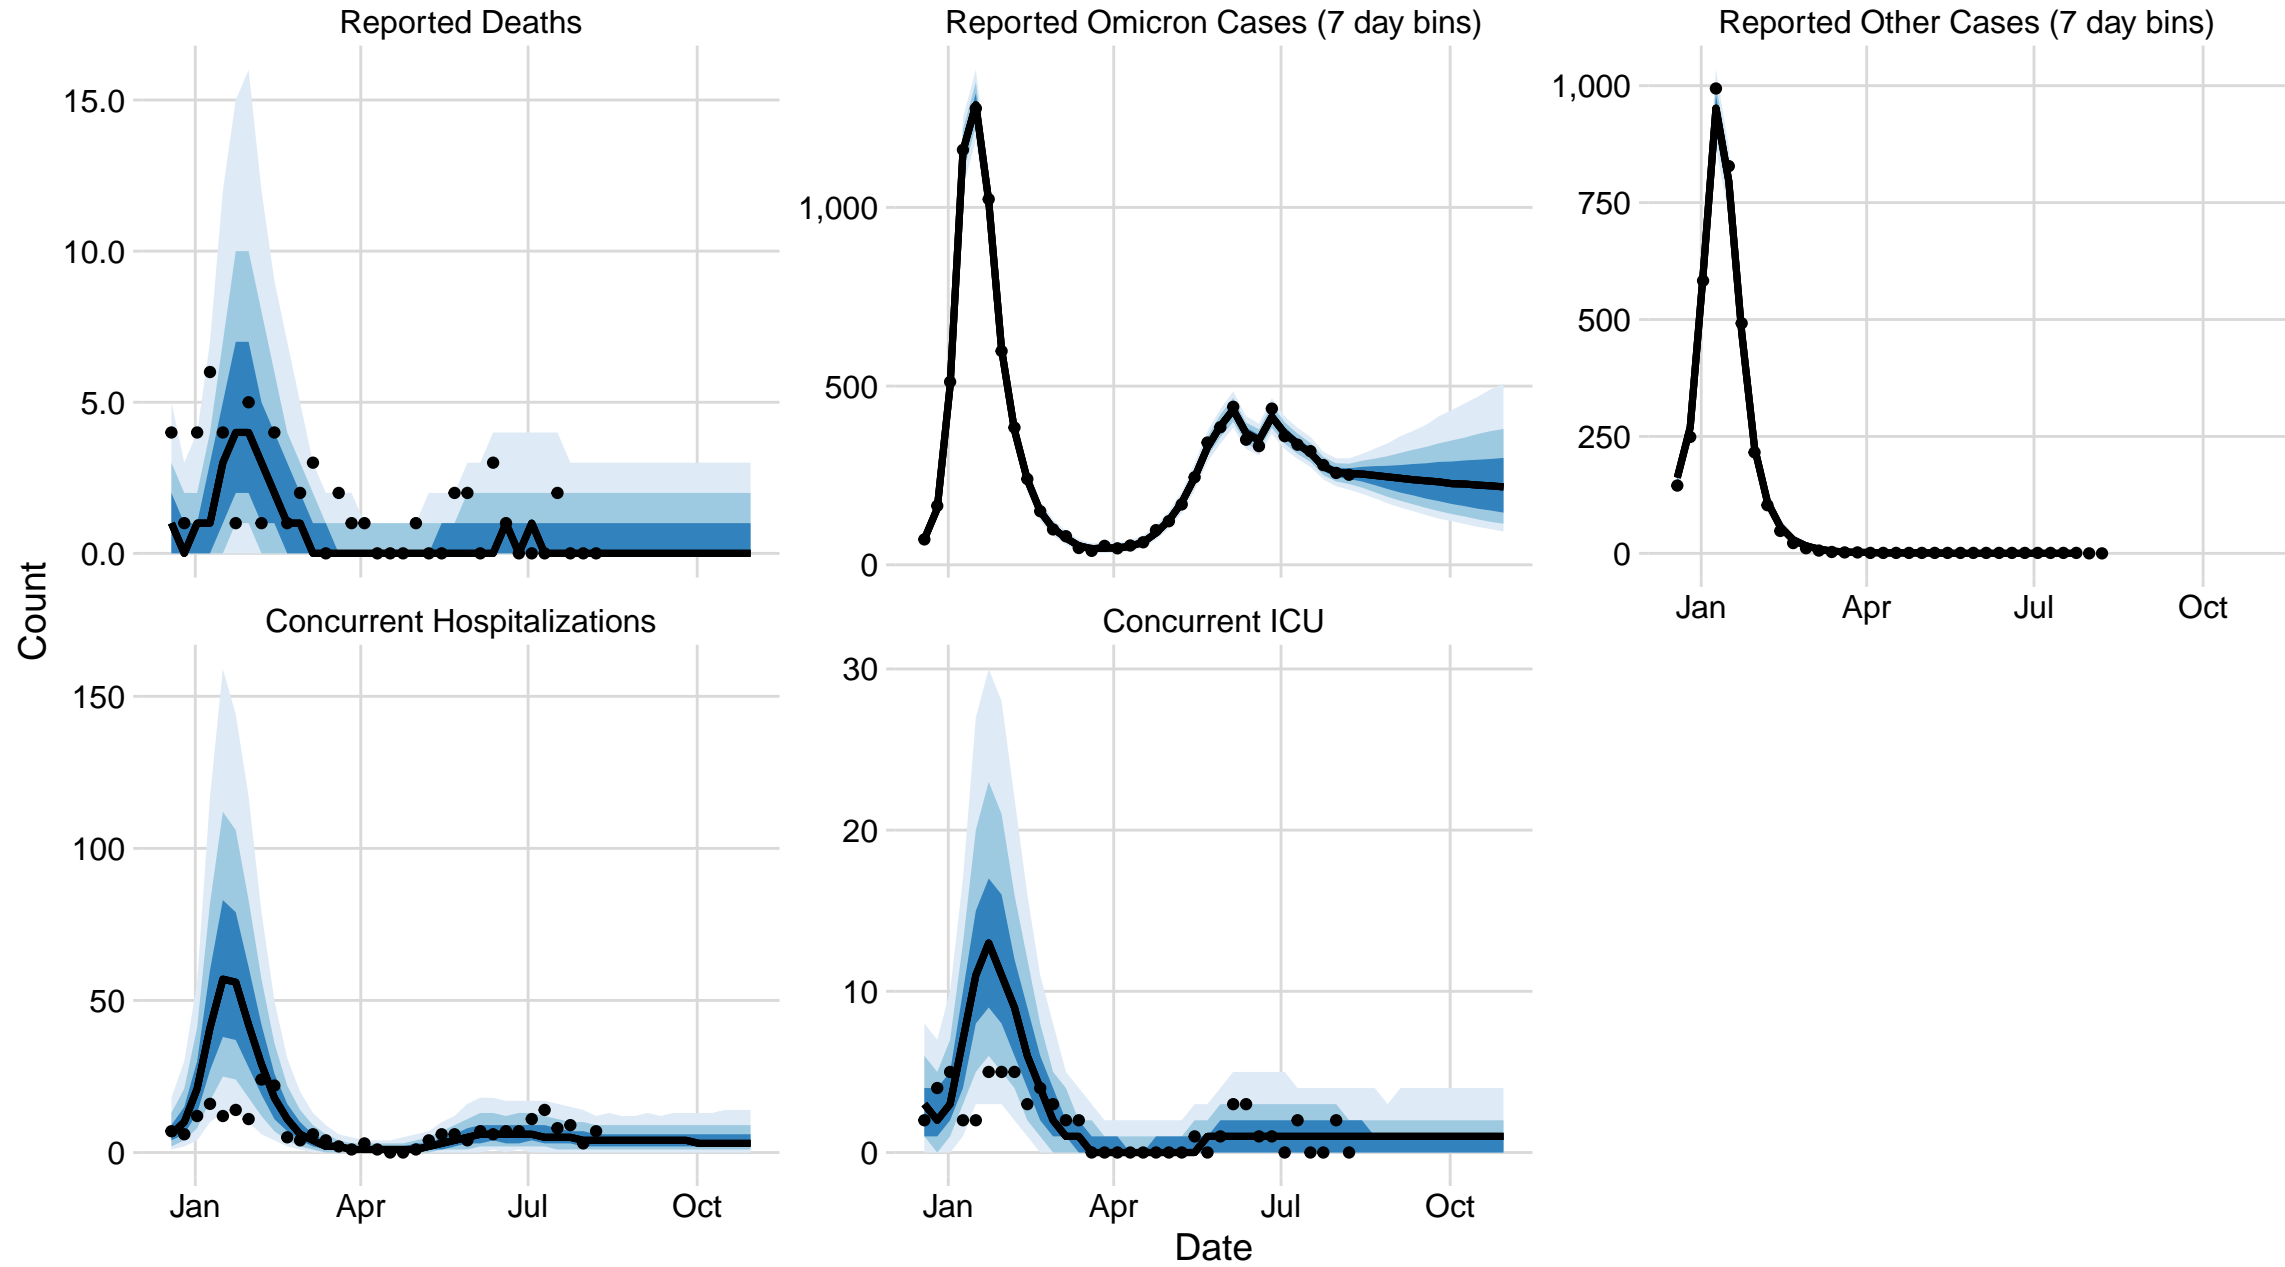 Reported Deaths
15.0
10.0
5.0
0.0
Reported Omicron Cases (7 day bins)
1,000
500
0
Reported Other Cases (7 day bins)
1,000
750
500
250
0
Jan Apr Jul Oct
Count
Concurrent Hospitalizations
150
100
50
0
Jan Apr Jul Oct
Concurrent ICU
30
20
10
0
Jan Apr Jul Oct
Date